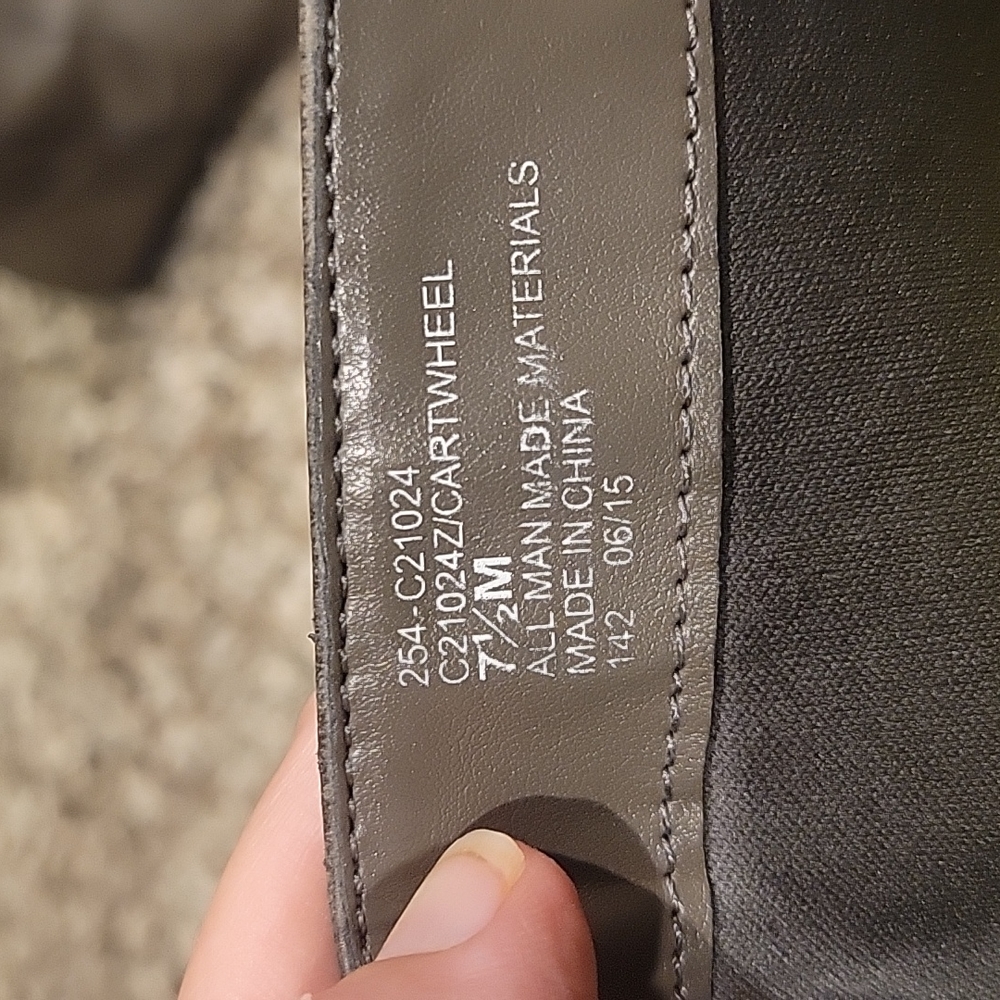 254-C21024
C21024Z/CARTWHEEL
7½M
ALL MAN MADE MATERIALS
MADE IN CHINA
142 06/15